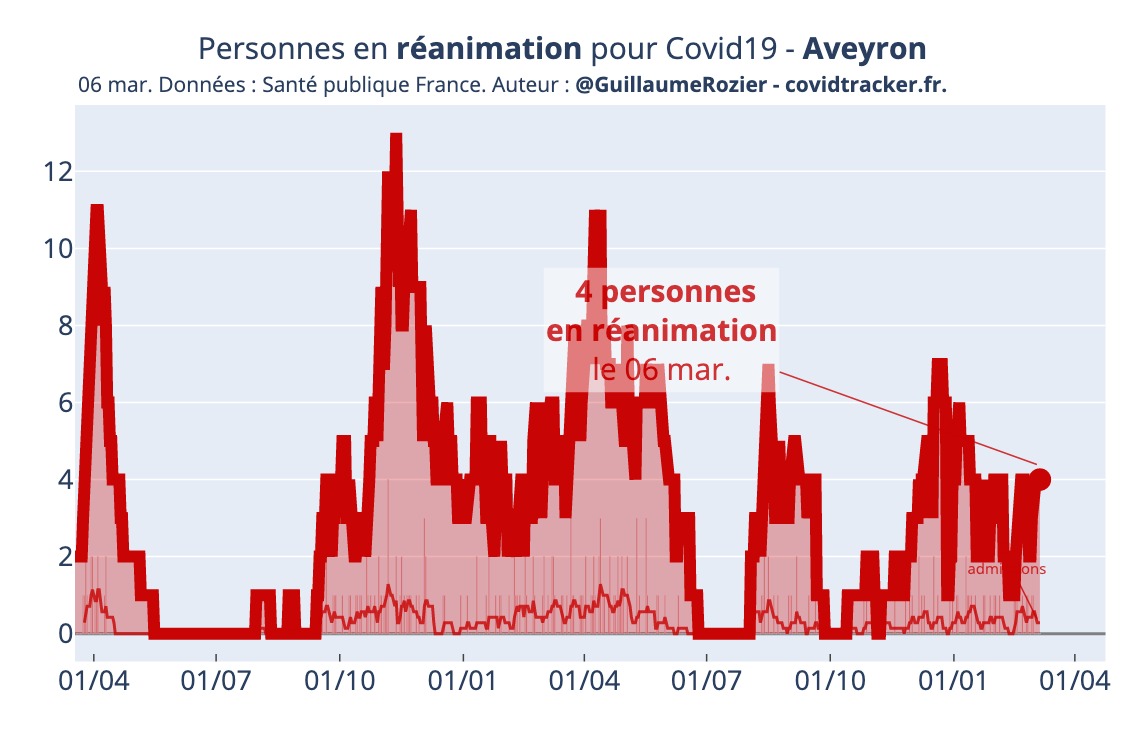 Personnes en réanimation pour Covid19 - Aveyron
06 mar. Données : Santé publique France. Auteur : @GuillaumeRozier - covidtracker.fr.
12
10
8
6
4
2
0
4 personnes
en réanimation
le 06 mar.
01/04 01/07 01/10 01/01 01/04 01/07 01/10 01/01 01/04